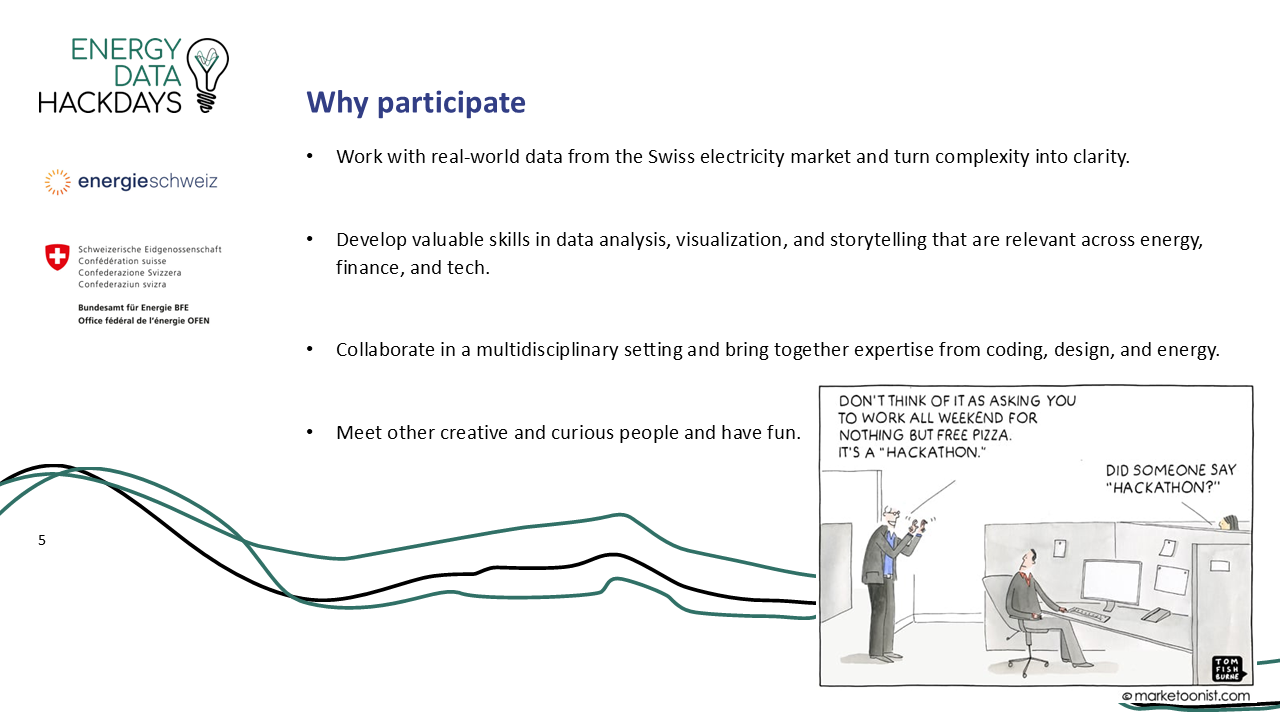 ENERGY
DATA
HACKDAYS
energieschweiz
Schweizerische Eidgenossenschaft
Confédération suisse
Confederazione Svizzera
Confederaziun svizra
Bundesamt für Energie BFE
Office fédéral de l'énergie OFEN
Why participate
• Work with real-world data from the Swiss electricity market and turn complexity into clarity.
• Develop valuable skills in data analysis, visualization, and storytelling that are relevant across energy,
finance, and tech.
• Collaborate in a multidisciplinary setting and bring together expertise from coding, design, and energy.
• Meet other creative and curious people and have fun.
DON'T THINK OF IT AS ASKING YOU
TO WORK ALL WEEKEND FOR
NOTHING BUT FREE PIZZA.
IT'S A "HACKATHON."
DID SOMEONE SAY
"HACKATHON?"
TOM
FISH
BURNE
© marketoonist.com
5